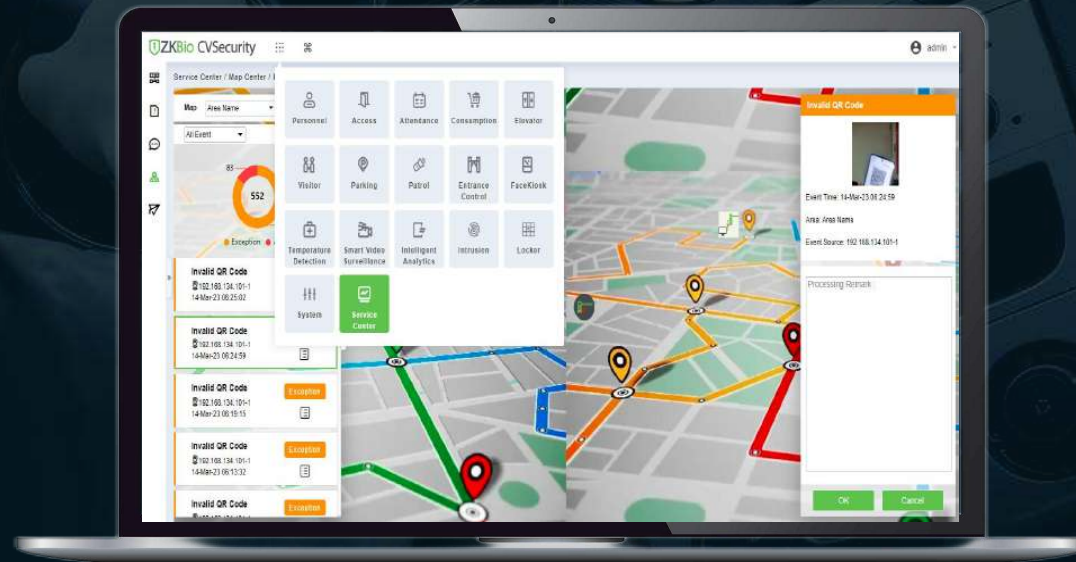 ZKBio CVSecurity
admin
Service Center / Map Center /
Map Area Name
All Event
83
552
Exception
Invalid QR Code
192.168.134.101-1
14-Mar-23 06:25:02
Invalid QR Code
192.168.134.101-1
14-Mar-23 06:24:59
Invalid QR Code
Exception
192.168.134.101-1
14-Mar-23 06:19:15
Invalid QR Code
Exception
192.168.134.101-1
14-Mar-23 06:13:32
Invalid QR Code
Exception
Personnel
Access
Attendance
Consumption
Elevator
Visitor
Parking
Patrol
Entrance
Control
FaceKiosk
Temperature
Detection
Smart Video
Surveillance
Intelligent
Analytics
Intrusion
Locker
System
Service
Center
Invalid QR Code
Event Time: 14-Mar-23 06:24:59
Area: Area Name
Event Source: 192.168.134.101-1
Processing Remark
OK
Cancel